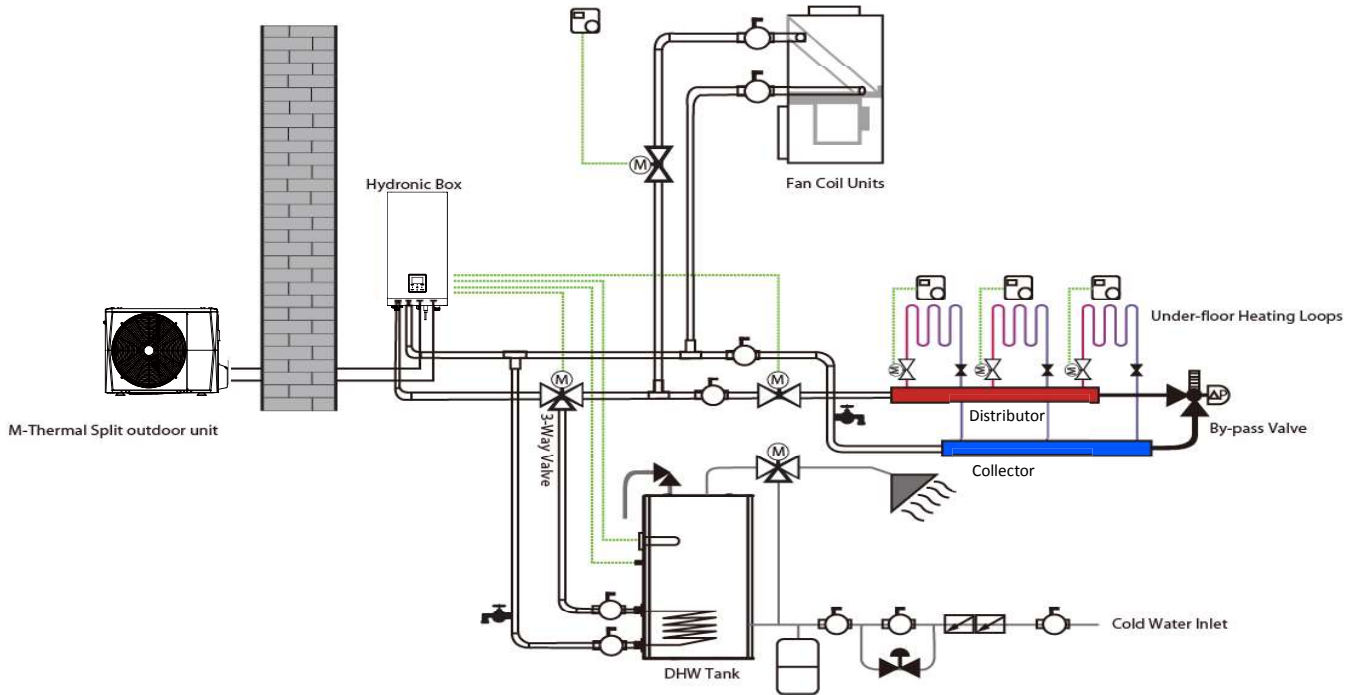 Fan Coil Units
M
Hydronic Box
Under-floor Heating Loops
M
M
M
M
M
ΔP
Distributor
M-Thermal Split outdoor unit
3-Way Valve
By-pass Valve
Collector
M
Cold Water Inlet
DHW Tank